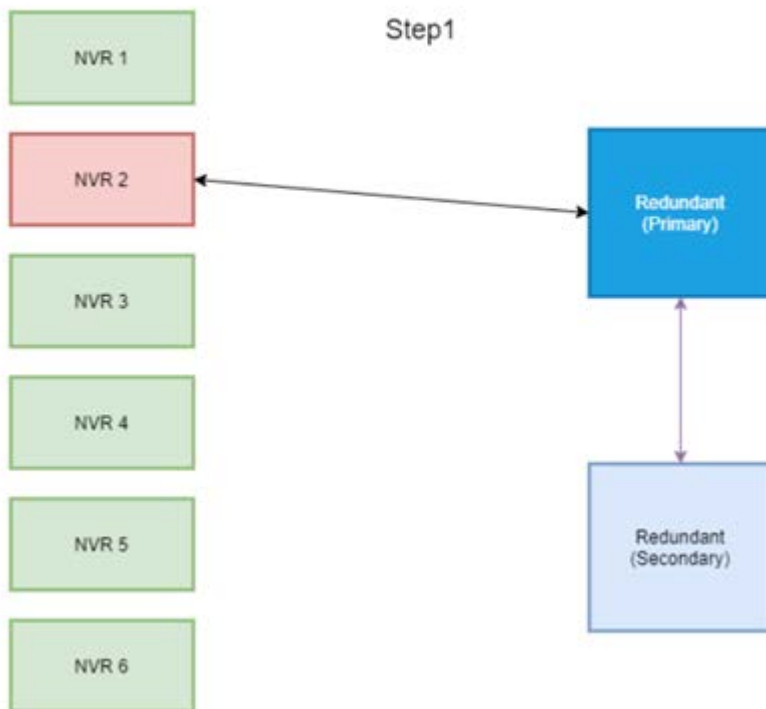 Step1
NVR 1
NVR 2
Redundant
(Primary)
NVR 3
NVR 4
NVR 5
Redundant
(Secondary)
NVR 6